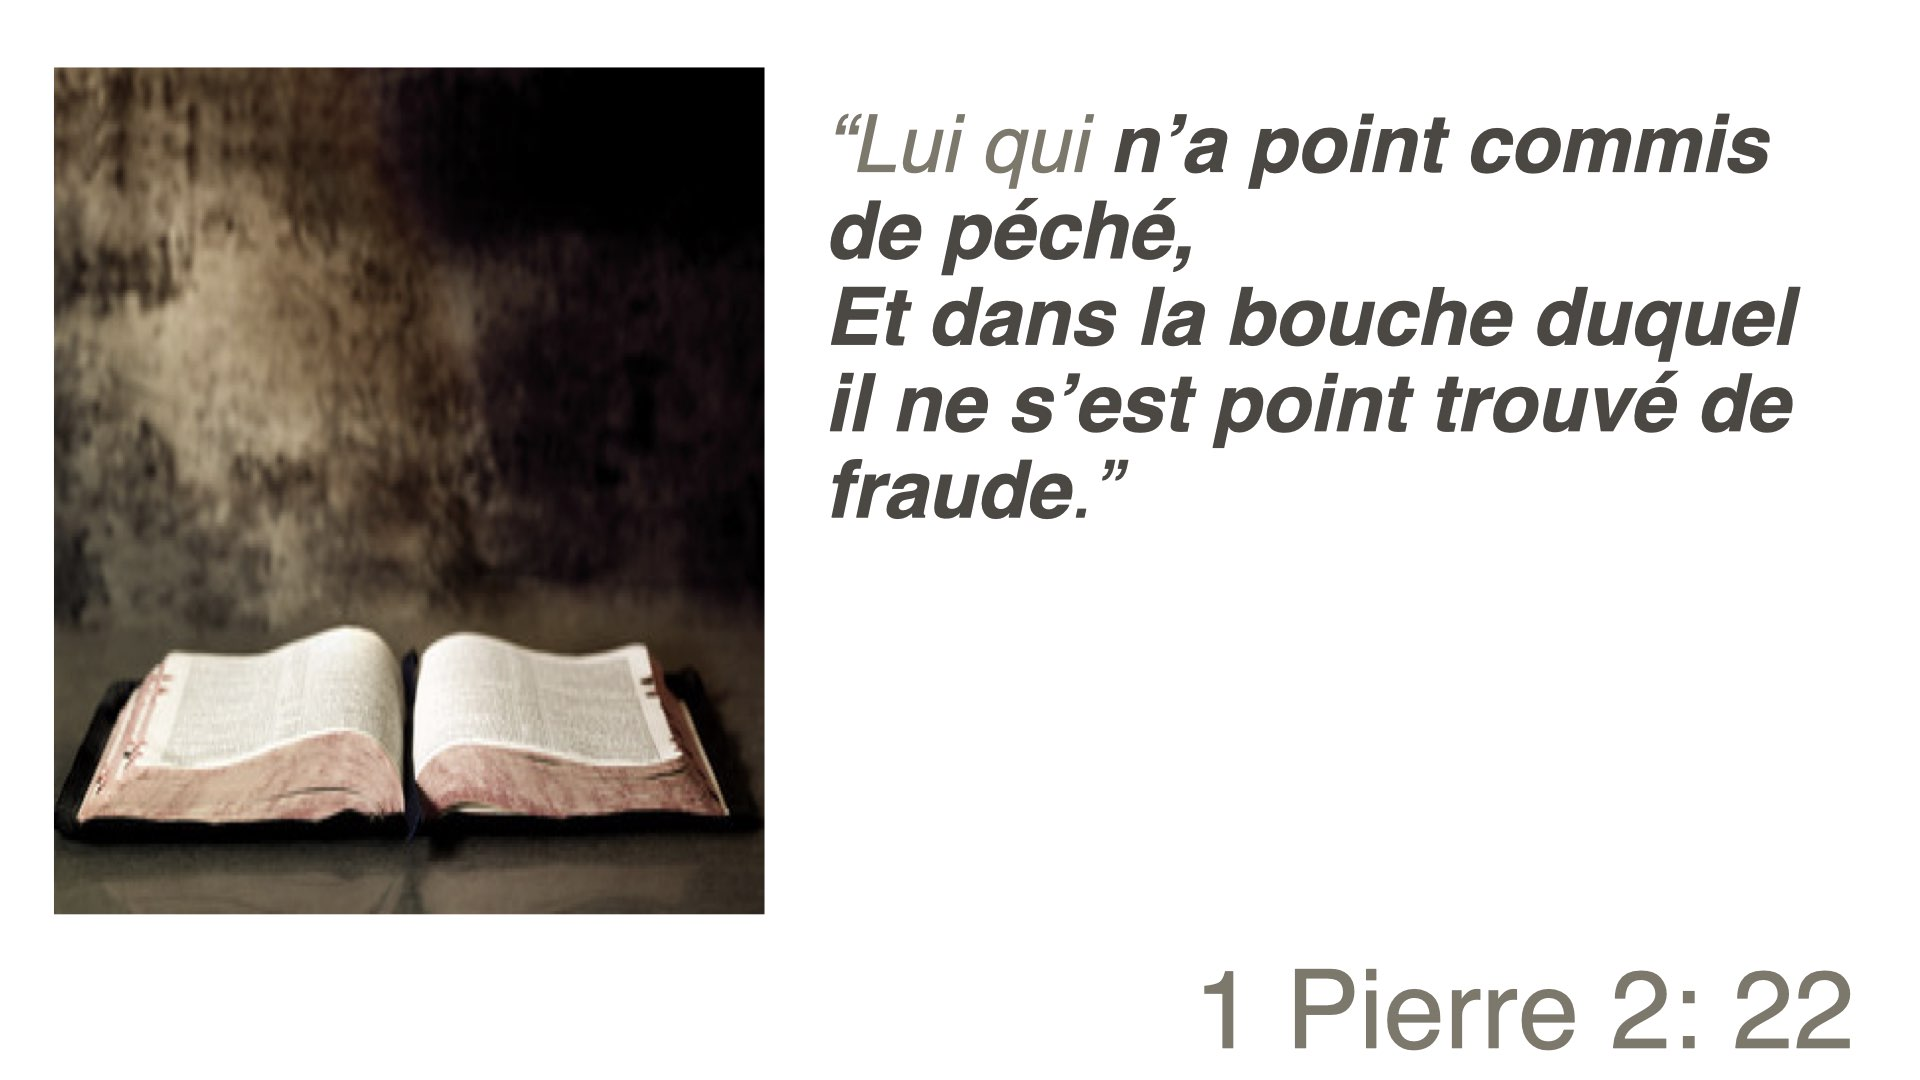 “Lui qui n’a point commis
de péché,
Et dans la bouche duquel
il ne s’est point trouvé de
fraude.”
1 Pierre 2: 22